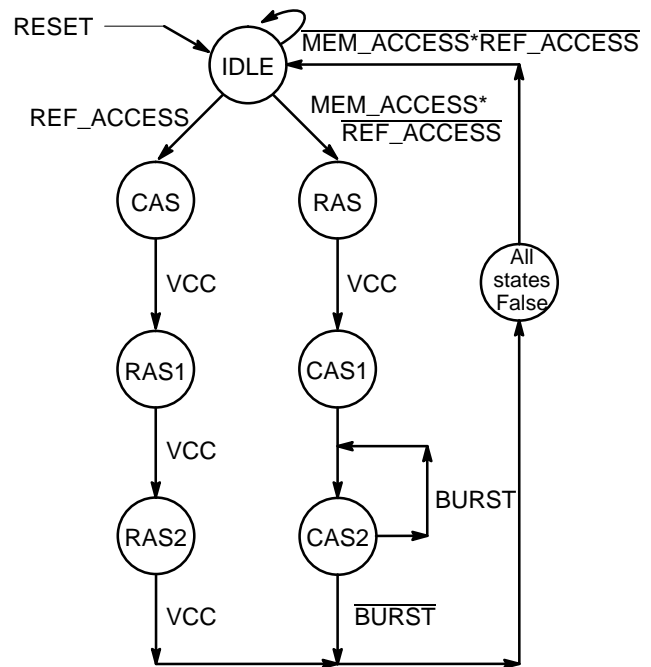 RESET
MEM_ACCESS*REF_ACCESS
IDLE
REF_ACCESS
MEM_ACCESS*
REF_ACCESS
CAS
RAS
All
states
False
VCC
VCC
RAS1
CAS1
VCC
BURST
RAS2
CAS2
VCC
BURST